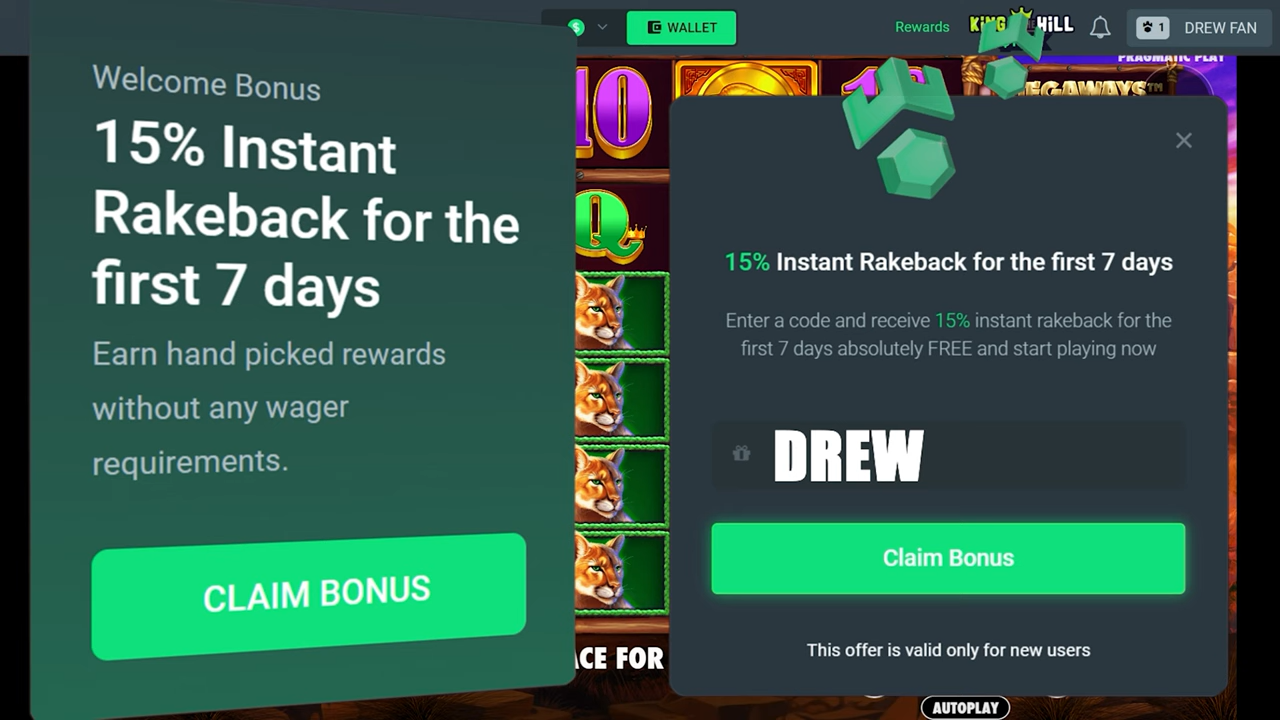 WALLET
Rewards
KING HILL
1
DREW FAN
PRAGMATIC PLAY
MEGAWAYS™
Welcome Bonus
15% Instant
Rakeback for the
first 7 days
Earn hand picked rewards
without any wager
requirements.
CLAIM BONUS
10
Q
15% Instant Rakeback for the first 7 days
Enter a code and receive 15% instant rakeback for the
first 7 days absolutely FREE and start playing now
DREW
Claim Bonus
This offer is valid only for new users
FOR
AUTOPLAY